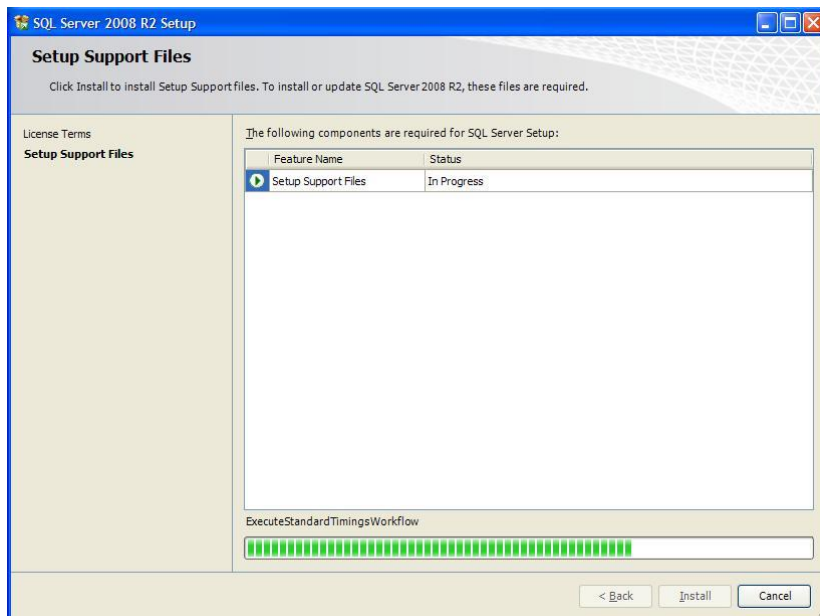 SQL Server 2008 R2 Setup
Setup Support Files
Click Install to install Setup Support files. To install or update SQL Server 2008 R2, these files are required.
License Terms
Setup Support Files
The following components are required for SQL Server Setup:
Feature Name Status
Setup Support Files In Progress
ExecuteStandardTimingsWorkflow
< Back Install Cancel